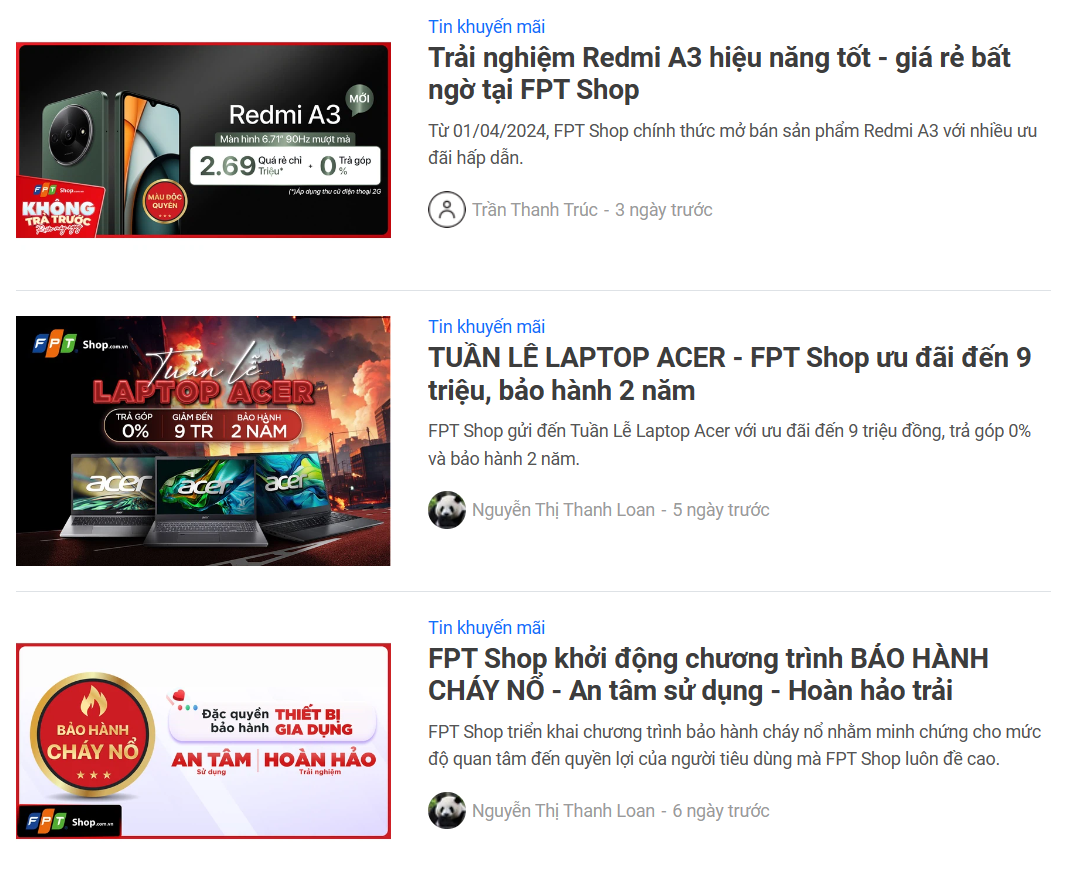 Tin khuyến mãi
Trải nghiệm Redmi A3 hiệu năng tốt - giá rẻ bất
ngờ tại FPT Shop
Từ 01/04/2024, FPT Shop chính thức mở bán sản phẩm Redmi A3 với nhiều ưu
đãi hấp dẫn.
Trần Thanh Trúc - 3 ngày trước
Redmi A3
MỚI
Màn hình 6.71" 90Hz mượt mà
2.69 Quá rẻ chỉ Triệu* · 0 Trả góp %
(*)Áp dụng thu cũ điện thoại 2G
MÀU ĐỘC
QUYỀN
FPT Shop.com.vn
KHÔNG
TRẢ TRƯỚC
Tin khuyến mãi
TUẦN LỄ LAPTOP ACER - FPT Shop ưu đãi đến 9
triệu, bảo hành 2 năm
FPT Shop gửi đến Tuần Lễ Laptop Acer với ưu đãi đến 9 triệu đồng, trả góp 0%
và bảo hành 2 năm.
Nguyễn Thị Thanh Loan - 5 ngày trước
FPT Shop.com.vn
Tuần lễ
LAPTOP ACER
TRẢ GÓP GIẢM ĐẾN BẢO HÀNH
0% 9 TR 2 NĂM
acer acer acer
Tin khuyến mãi
FPT Shop khởi động chương trình BẢO HÀNH
CHÁY NỔ - An tâm sử dụng - Hoàn hảo trải
FPT Shop triển khai chương trình bảo hành cháy nổ nhằm minh chứng cho mức
độ quan tâm đến quyền lợi của người tiêu dùng mà FPT Shop luôn đề cao.
Nguyễn Thị Thanh Loan - 6 ngày trước
BẢO HÀNH
CHÁY NỔ
Đặc quyền THIẾT BỊ
bảo hành GIA DỤNG
AN TÂM HOÀN HẢO
Sử dụng Trải nghiệm
FPT Shop.com.vn